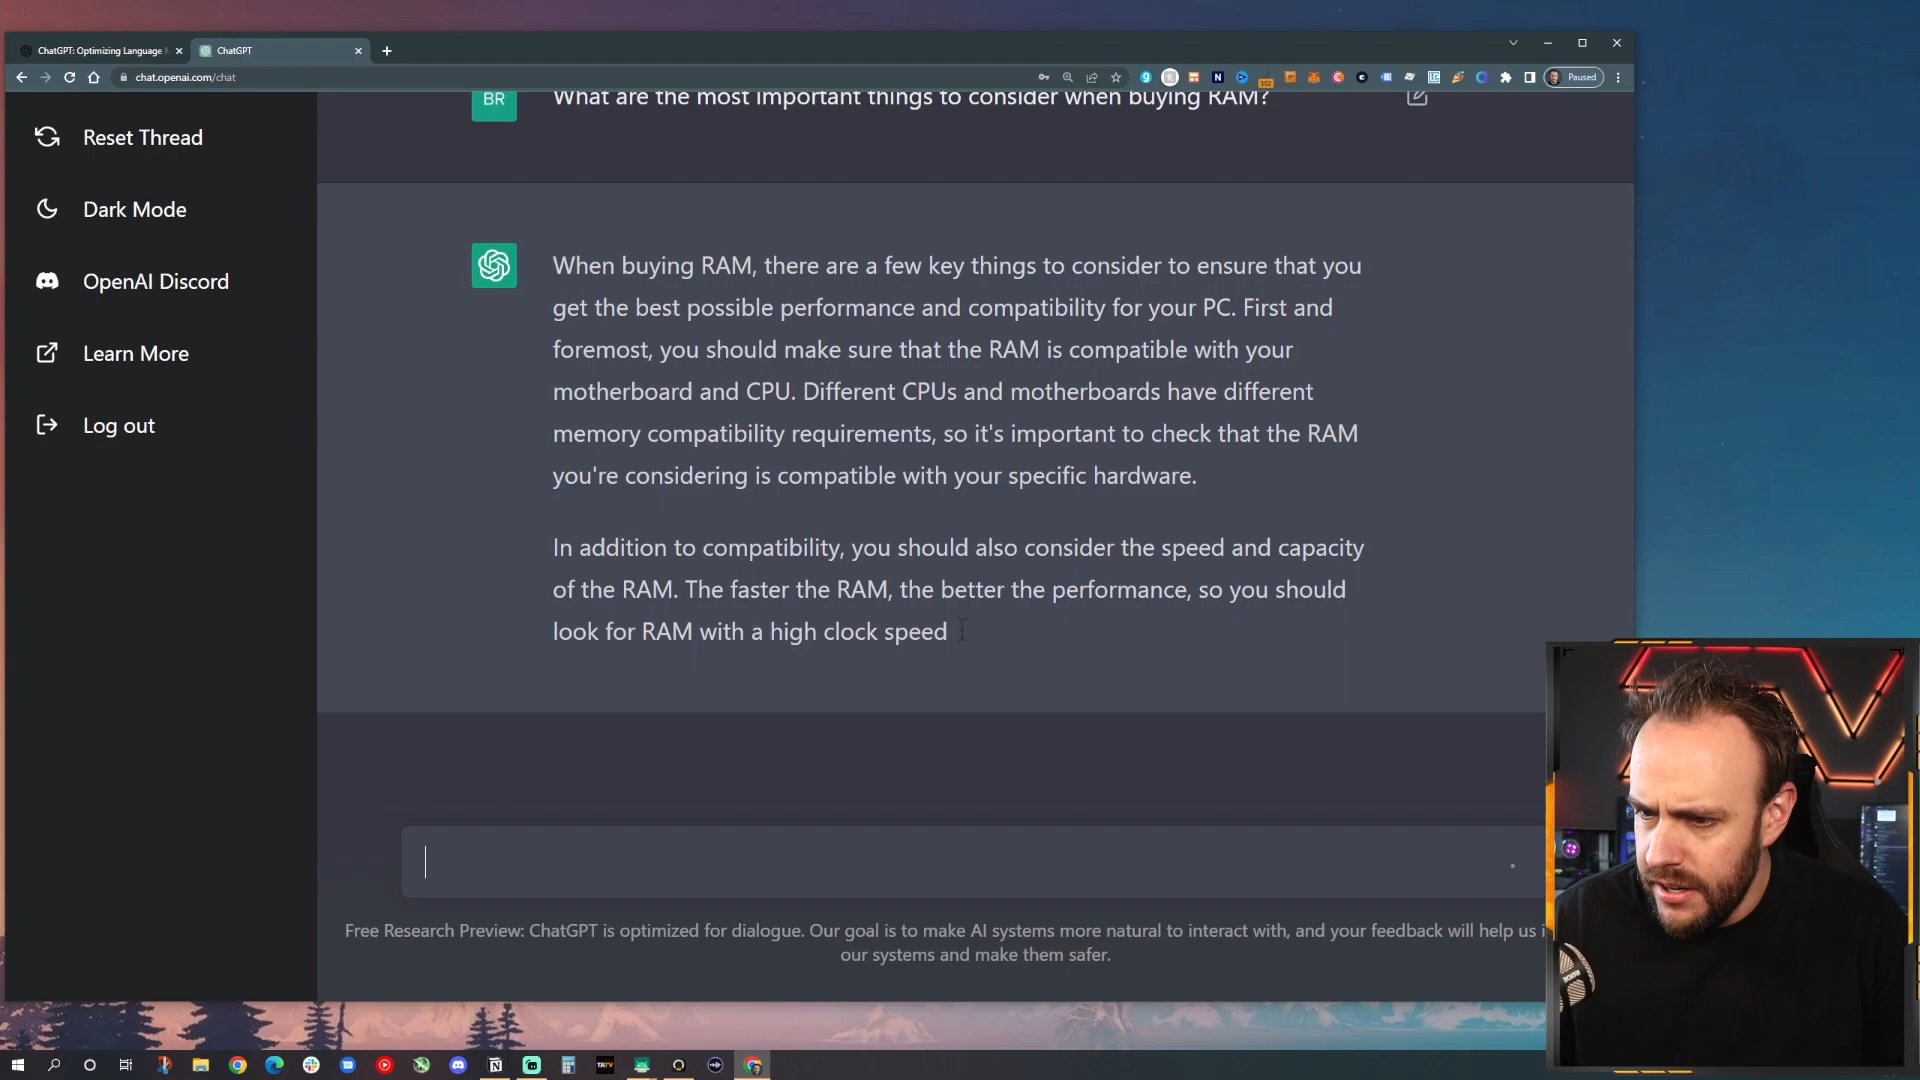 ChatGPT: Optimizing Language
ChatGPT
chat.openai.com/chat
302
Paused
Reset Thread
Dark Mode
OpenAI Discord
Learn More
Log out
BR
What are the most important things to consider when buying RAM?
When buying RAM, there are a few key things to consider to ensure that you
get the best possible performance and compatibility for your PC. First and
foremost, you should make sure that the RAM is compatible with your
motherboard and CPU. Different CPUs and motherboards have different
memory compatibility requirements, so it's important to check that the RAM
you're considering is compatible with your specific hardware.
In addition to compatibility, you should also consider the speed and capacity
of the RAM. The faster the RAM, the better the performance, so you should
look for RAM with a high clock speed
Free Research Preview: ChatGPT is optimized for dialogue. Our goal is to make AI systems more natural to interact with, and your feedback will help us
our systems and make them safer.
TATV